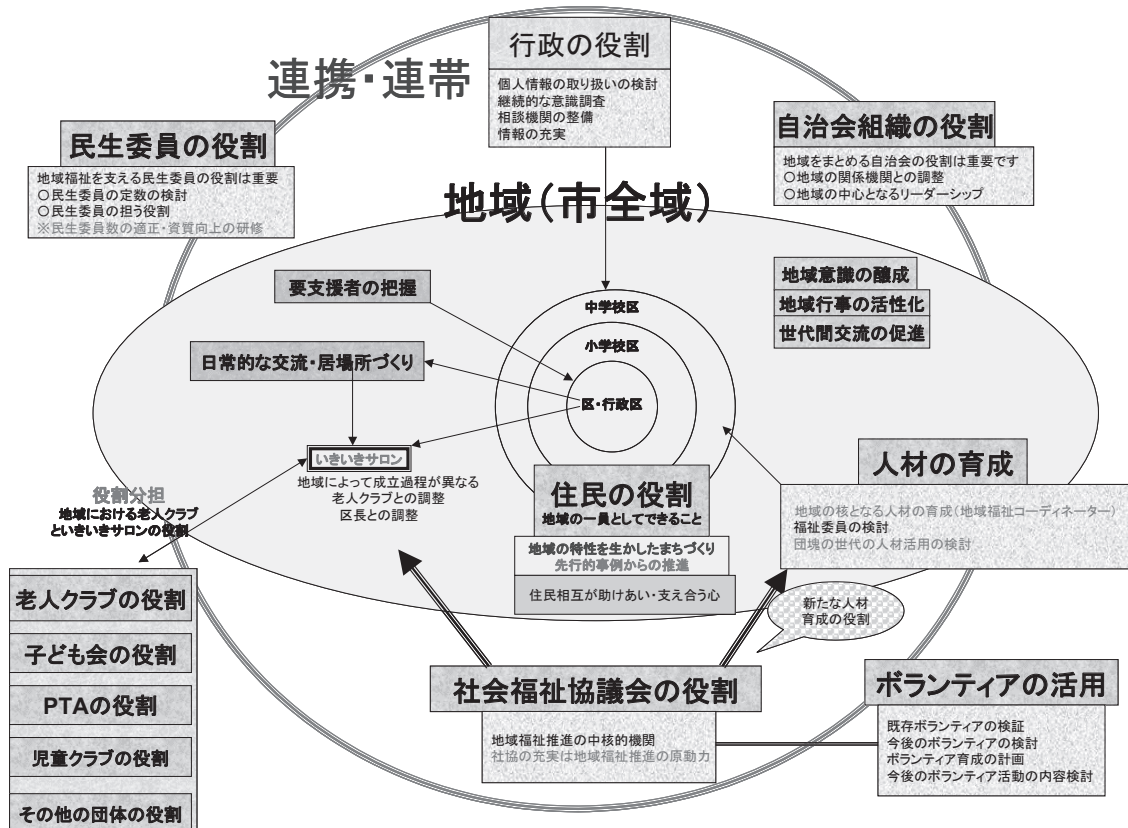 連携・連帯
行政の役割
個人情報の取り扱いの検討
継続的な意識調査
相談機関の整備
情報の充実
民生委員の役割
地域福祉を支える民生委員の役割は重要
○民生委員の定数の検討
○民生委員の担う役割
※民生委員数の適正・資質向上の研修
自治会組織の役割
地域をまとめる自治会の役割は重要です
○地域の関係機関との調整
○地域の中心となるリーダーシップ
地域(市全域)
要支援者の把握
日常的な交流・居場所づくり
中学校区
小学校区
区・行政区
地域意識の醸成
地域行事の活性化
世代間交流の促進
いきいきサロン
地域によって成立過程が異なる
老人クラブとの調整
区長との調整
役割分担
地域における老人クラブ
といきいきサロンの役割
住民の役割
地域の一員としてできること
地域の特性を生かしたまちづくり
先行的事例からの推進
住民相互が助けあい・支え合う心
人材の育成
地域の核となる人材の育成(地域福祉コーディネーター)
福祉委員の検討
団塊の世代の人材活用の検討
新たな人材
育成の役割
老人クラブの役割
子ども会の役割
PTAの役割
児童クラブの役割
その他の団体の役割
社会福祉協議会の役割
地域福祉推進の中核的機関
社協の充実は地域福祉推進の原動力
ボランティアの活用
既存ボランティアの検証
今後のボランティアの検討
ボランティア育成の計画
今後のボランティア活動の内容検討